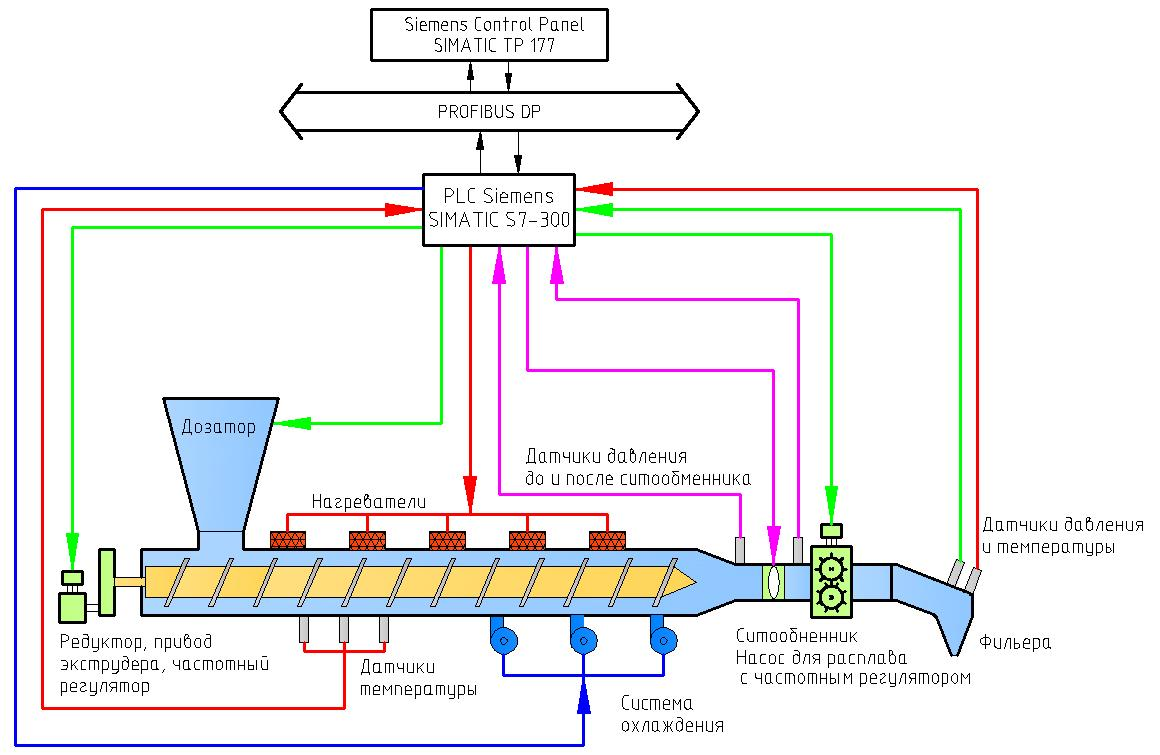 Siemens Control Panel
SIMATIC TP 177
PROFIBUS DP
PLC Siemens
SIMATIC S7-300
Дозатор
Датчики давления
до и после ситообменника
Нагреватели
Датчики давления
и температуры
Редуктор, привод
экструдера, частотный
регулятор
Датчики
температуры
Система
охлаждения
Ситообненник
Насос для расплава
с частотным регулятором
Фильера